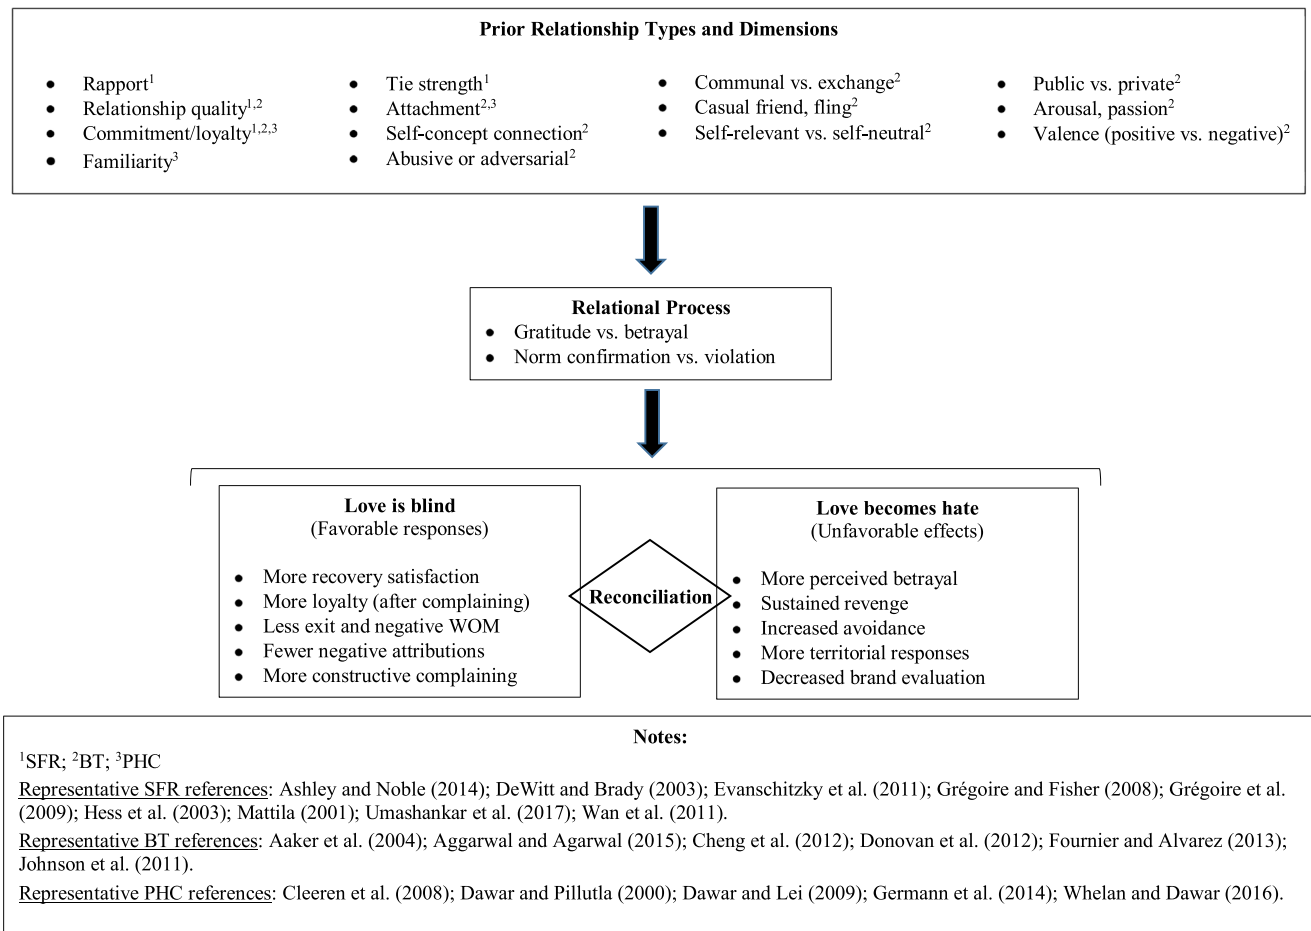 Prior Relationship Types and Dimensions
• Rapport¹
• Relationship quality¹,²
• Commitment/loyalty¹,²,³
• Familiarity³
• Tie strength¹
• Attachment²,³
• Self-concept connection²
• Abusive or adversarial²
• Communal vs. exchange²
• Casual friend, fling²
• Self-relevant vs. self-neutral²
• Public vs. private²
• Arousal, passion²
• Valence (positive vs. negative)²
Relational Process
• Gratitude vs. betrayal
• Norm confirmation vs. violation
Love is blind
(Favorable responses)
• More recovery satisfaction
• More loyalty (after complaining)
• Less exit and negative WOM
• Fewer negative attributions
• More constructive complaining
Reconciliation
Love becomes hate
(Unfavorable effects)
• More perceived betrayal
• Sustained revenge
• Increased avoidance
• More territorial responses
• Decreased brand evaluation
Notes:
¹SFR; ²BT; ³PHC
Representative SFR references: Ashley and Noble (2014); DeWitt and Brady (2003); Evanschitzky et al. (2011); Grégoire and Fisher (2008); Grégoire et al.
(2009); Hess et al. (2003); Mattila (2001); Umashankar et al. (2017); Wan et al. (2011).
Representative BT references: Aaker et al. (2004); Aggarwal and Agarwal (2015); Cheng et al. (2012); Donovan et al. (2012); Fournier and Alvarez (2013);
Johnson et al. (2011).
Representative PHC references: Cleeren et al. (2008); Dawar and Pillutla (2000); Dawar and Lei (2009); Germann et al. (2014); Whelan and Dawar (2016).